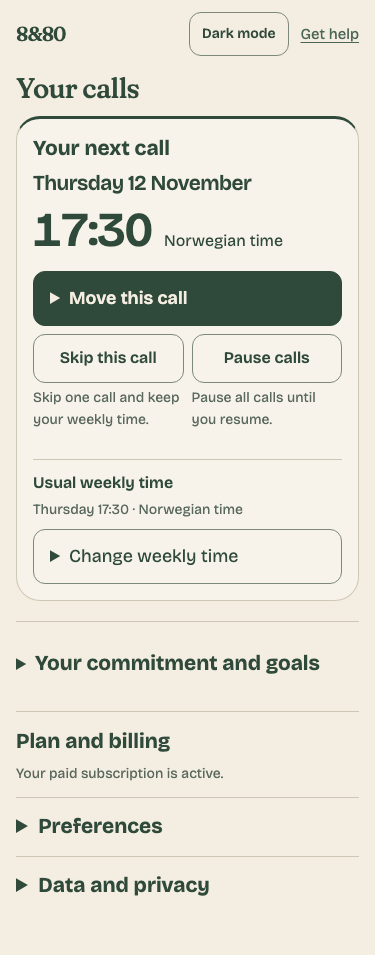 8&80
Dark mode
Get help
Your calls
Your next call
Thursday 12 November
17:30 Norwegian time
Move this call
Skip this call
Pause calls
Skip one call and keep
your weekly time.
Pause all calls until
you resume.
Usual weekly time
Thursday 17:30 · Norwegian time
Change weekly time
Your commitment and goals
Plan and billing
Your paid subscription is active.
Preferences
Data and privacy